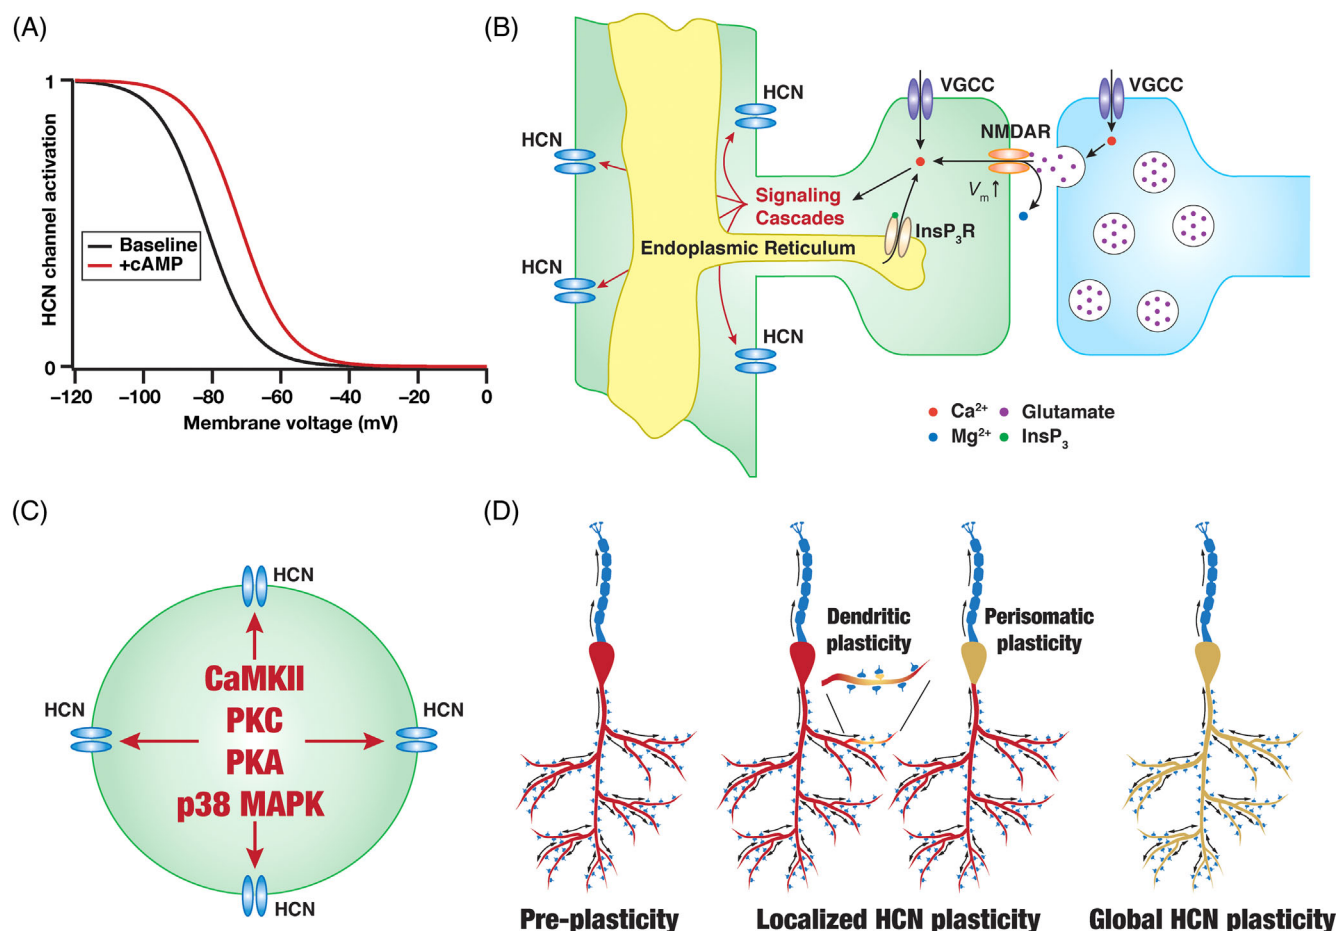 (A)
1
0
HCN channel activation
Baseline
+cAMP
−120 −100 −80 −60 −40 −20 0
Membrane voltage (mV)
(B)
HCN
HCN
HCN
HCN
VGCC
VGCC
NMDAR
Vm↑
Signaling
Cascades
InsP3R
Endoplasmic Reticulum
Ca2+
Glutamate
Mg2+
InsP3
(C)
HCN
HCN
HCN
HCN
CaMKII
PKC
PKA
p38 MAPK
(D)
Dendritic
plasticity
Perisomatic
plasticity
Pre-plasticity
Localized HCN plasticity
Global HCN plasticity